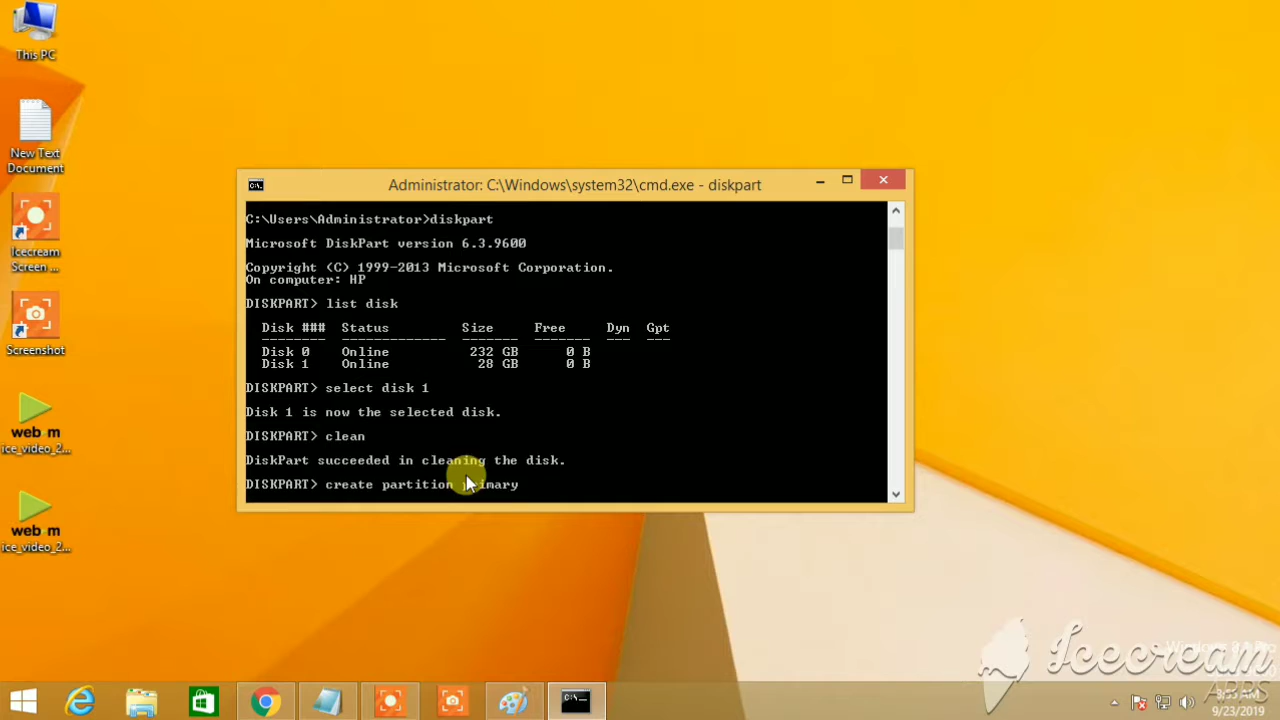 This PC
New Text
Document
Icecream
Screen ...
Screenshot
web m
ice_video_2...
web m
ice_video_2...
Administrator: C:\Windows\system32\cmd.exe - diskpart
C:\Users\Administrator>diskpart
Microsoft DiskPart version 6.3.9600
Copyright (C) 1999-2013 Microsoft Corporation.
On computer: HP
DISKPART> list disk
Disk ### Status Size Free Dyn Gpt
-------- ------------- ------- ------- --- ---
Disk 0 Online 232 GB 0 B
Disk 1 Online 28 GB 0 B
DISKPART> select disk 1
Disk 1 is now the selected disk.
DISKPART> clean
DiskPart succeeded in cleaning the disk.
DISKPART> create partition primary
Icecream
APPS
9/23/2019